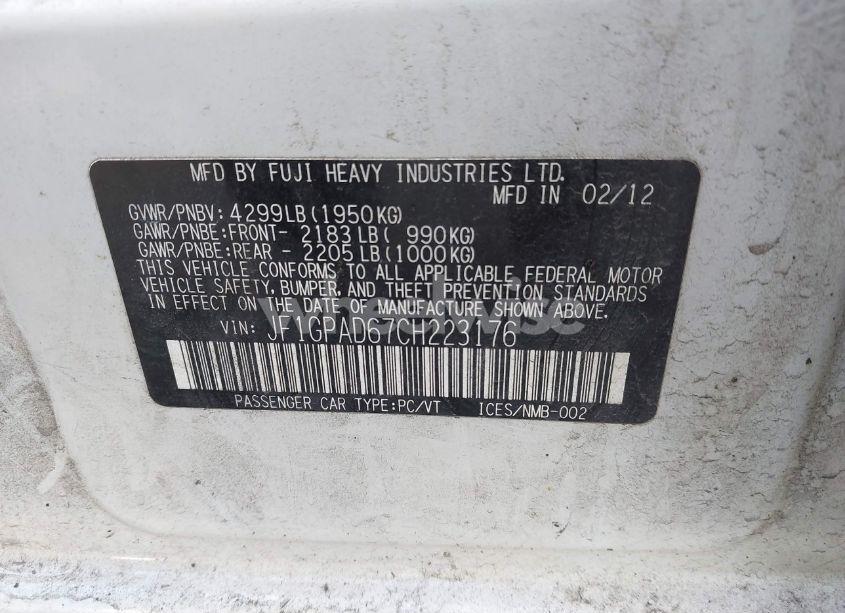 MFD BY FUJI HEAVY INDUSTRIES LTD.
MFD IN 02/12
GVWR/PNBV: 4299LB(1950KG)
GAWR/PNBE:FRONT- 2183LB( 990KG)
GAWR/PNBE:REAR - 2205LB(1000KG)
THIS VEHICLE CONFORMS TO ALL APPLICABLE FEDERAL MOTOR
VEHICLE SAFETY, BUMPER, AND THEFT PREVENTION STANDARDS
IN EFFECT ON THE DATE OF MANUFACTURE SHOWN ABOVE.
wheelwise
VIN: JF1GPAD67CH223176
PASSENGER CAR TYPE:PC/VT ICES/NMB-002